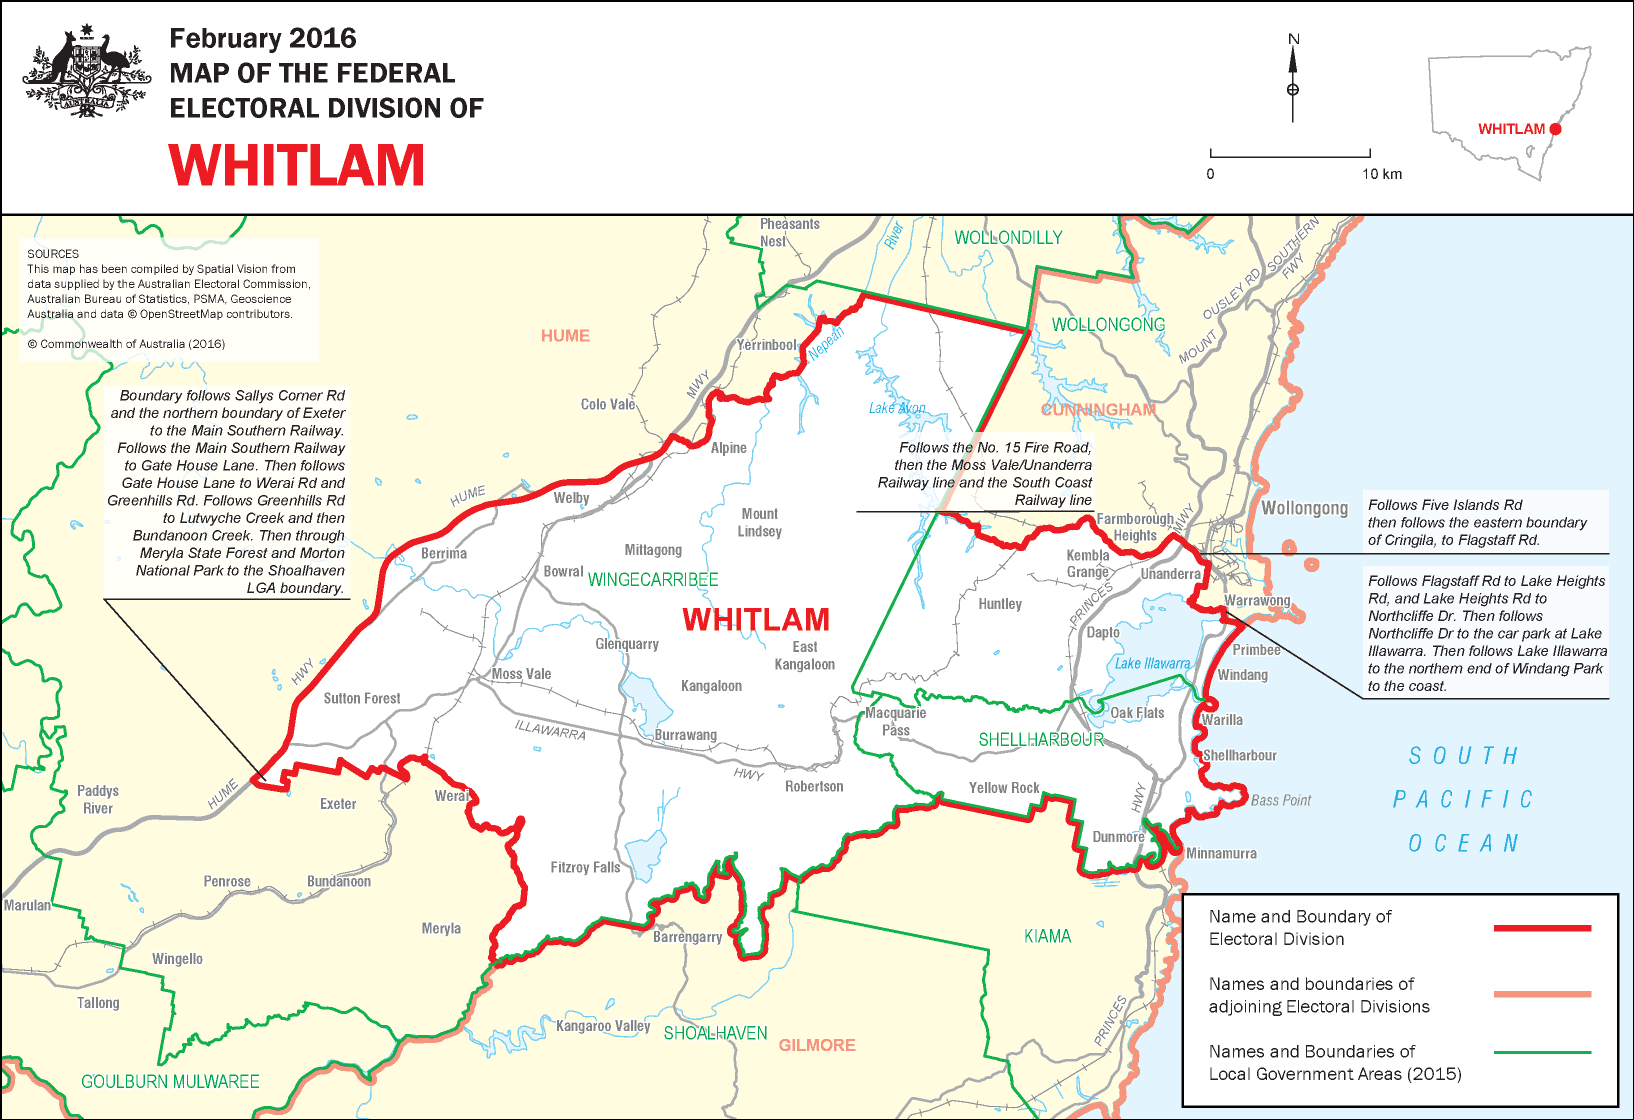 February 2016
MAP OF THE FEDERAL
ELECTORAL DIVISION OF
WHITLAM
AUSTRALIA
N
0
10 km
WHITLAM
SOURCES
This map has been compiled by Spatial Vision from
data supplied by the Australian Electoral Commission,
Australian Bureau of Statistics, PSMA, Geoscience
Australia and data © OpenStreetMap contributors.
© Commonwealth of Australia (2016)
Pheasants
Nest
River
WOLLONDILLY
SOUTHERN
FWY
MOUNT
OUSLEY RD
HUME
Yerrinbool
Nepean
WOLLONGONG
MWY
Colo Vale
Lake Avon
CUNNINGHAM
Boundary follows Sallys Corner Rd
and the northern boundary of Exeter
to the Main Southern Railway.
Follows the Main Southern Railway
to Gate House Lane. Then follows
Gate House Lane to Werai Rd and
Greenhills Rd. Follows Greenhills Rd
to Lutwyche Creek and then
Bundanoon Creek. Then through
Meryla State Forest and Morton
National Park to the Shoalhaven
LGA boundary.
Alpine
Follows the No. 15 Fire Road,
then the Moss Vale/Unanderra
Railway line and the South Coast
Railway line
HUME
Welby
Mount
Lindsey
Farmborough
Heights
MWY
Wollongong
Follows Five Islands Rd
then follows the eastern boundary
of Cringila, to Flagstaff Rd.
Berrima
Mittagong
Bowral
WINGECARRIBEE
Kembla
Grange
Unanderra
Follows Flagstaff Rd to Lake Heights
Rd, and Lake Heights Rd to
Northcliffe Dr. Then follows
Northcliffe Dr to the car park at Lake
Illawarra. Then follows Lake Illawarra
to the northern end of Windang Park
to the coast.
WHITLAM
Huntley
PRINCES
Warrawong
Dapto
Glenquarry
East
Kangaloon
Lake Illawarra
Primbee
HWY
Moss Vale
Kangaloon
Windang
Sutton Forest
Macquarie
Pass
Oak Flats
Warilla
ILLAWARRA
Burrawang
SHELLHARBOUR
Shellharbour
SOUTH
PACIFIC
OCEAN
HWY
Robertson
Yellow Rock
HWY
Bass Point
Paddys
River
HUME
Exeter
Werai
Dunmore
Minnamurra
Fitzroy Falls
Penrose
Bundanoon
Marulan
Meryla
Barrengarry
KIAMA
Wingello
Tallong
Kangaroo Valley
SHOALHAVEN
GILMORE
PRINCES
GOULBURN MULWAREE
Name and Boundary of
Electoral Division
Names and boundaries of
adjoining Electoral Divisions
Names and Boundaries of
Local Government Areas (2015)